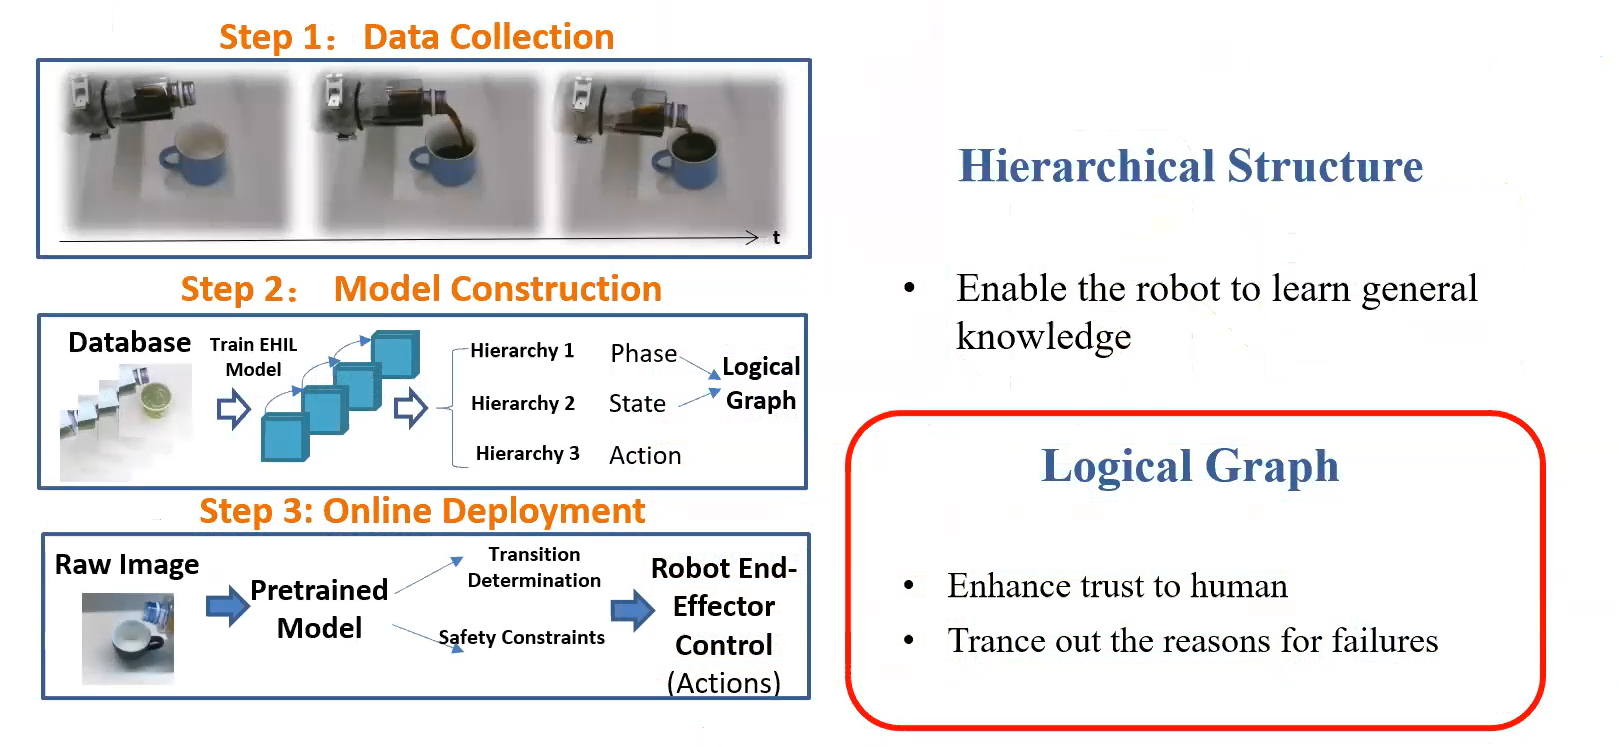 Step 1： Data Collection
t
Step 2： Model Construction
Database
Train EHIL
Model
Hierarchy 1 Phase
Hierarchy 2 State
Hierarchy 3 Action
Logical
Graph
Step 3: Online Deployment
Raw Image
Pretrained
Model
Transition
Determination
Safety Constraints
Robot End-
Effector
Control
(Actions)
Hierarchical Structure
• Enable the robot to learn general
knowledge
Logical Graph
• Enhance trust to human
• Trance out the reasons for failures